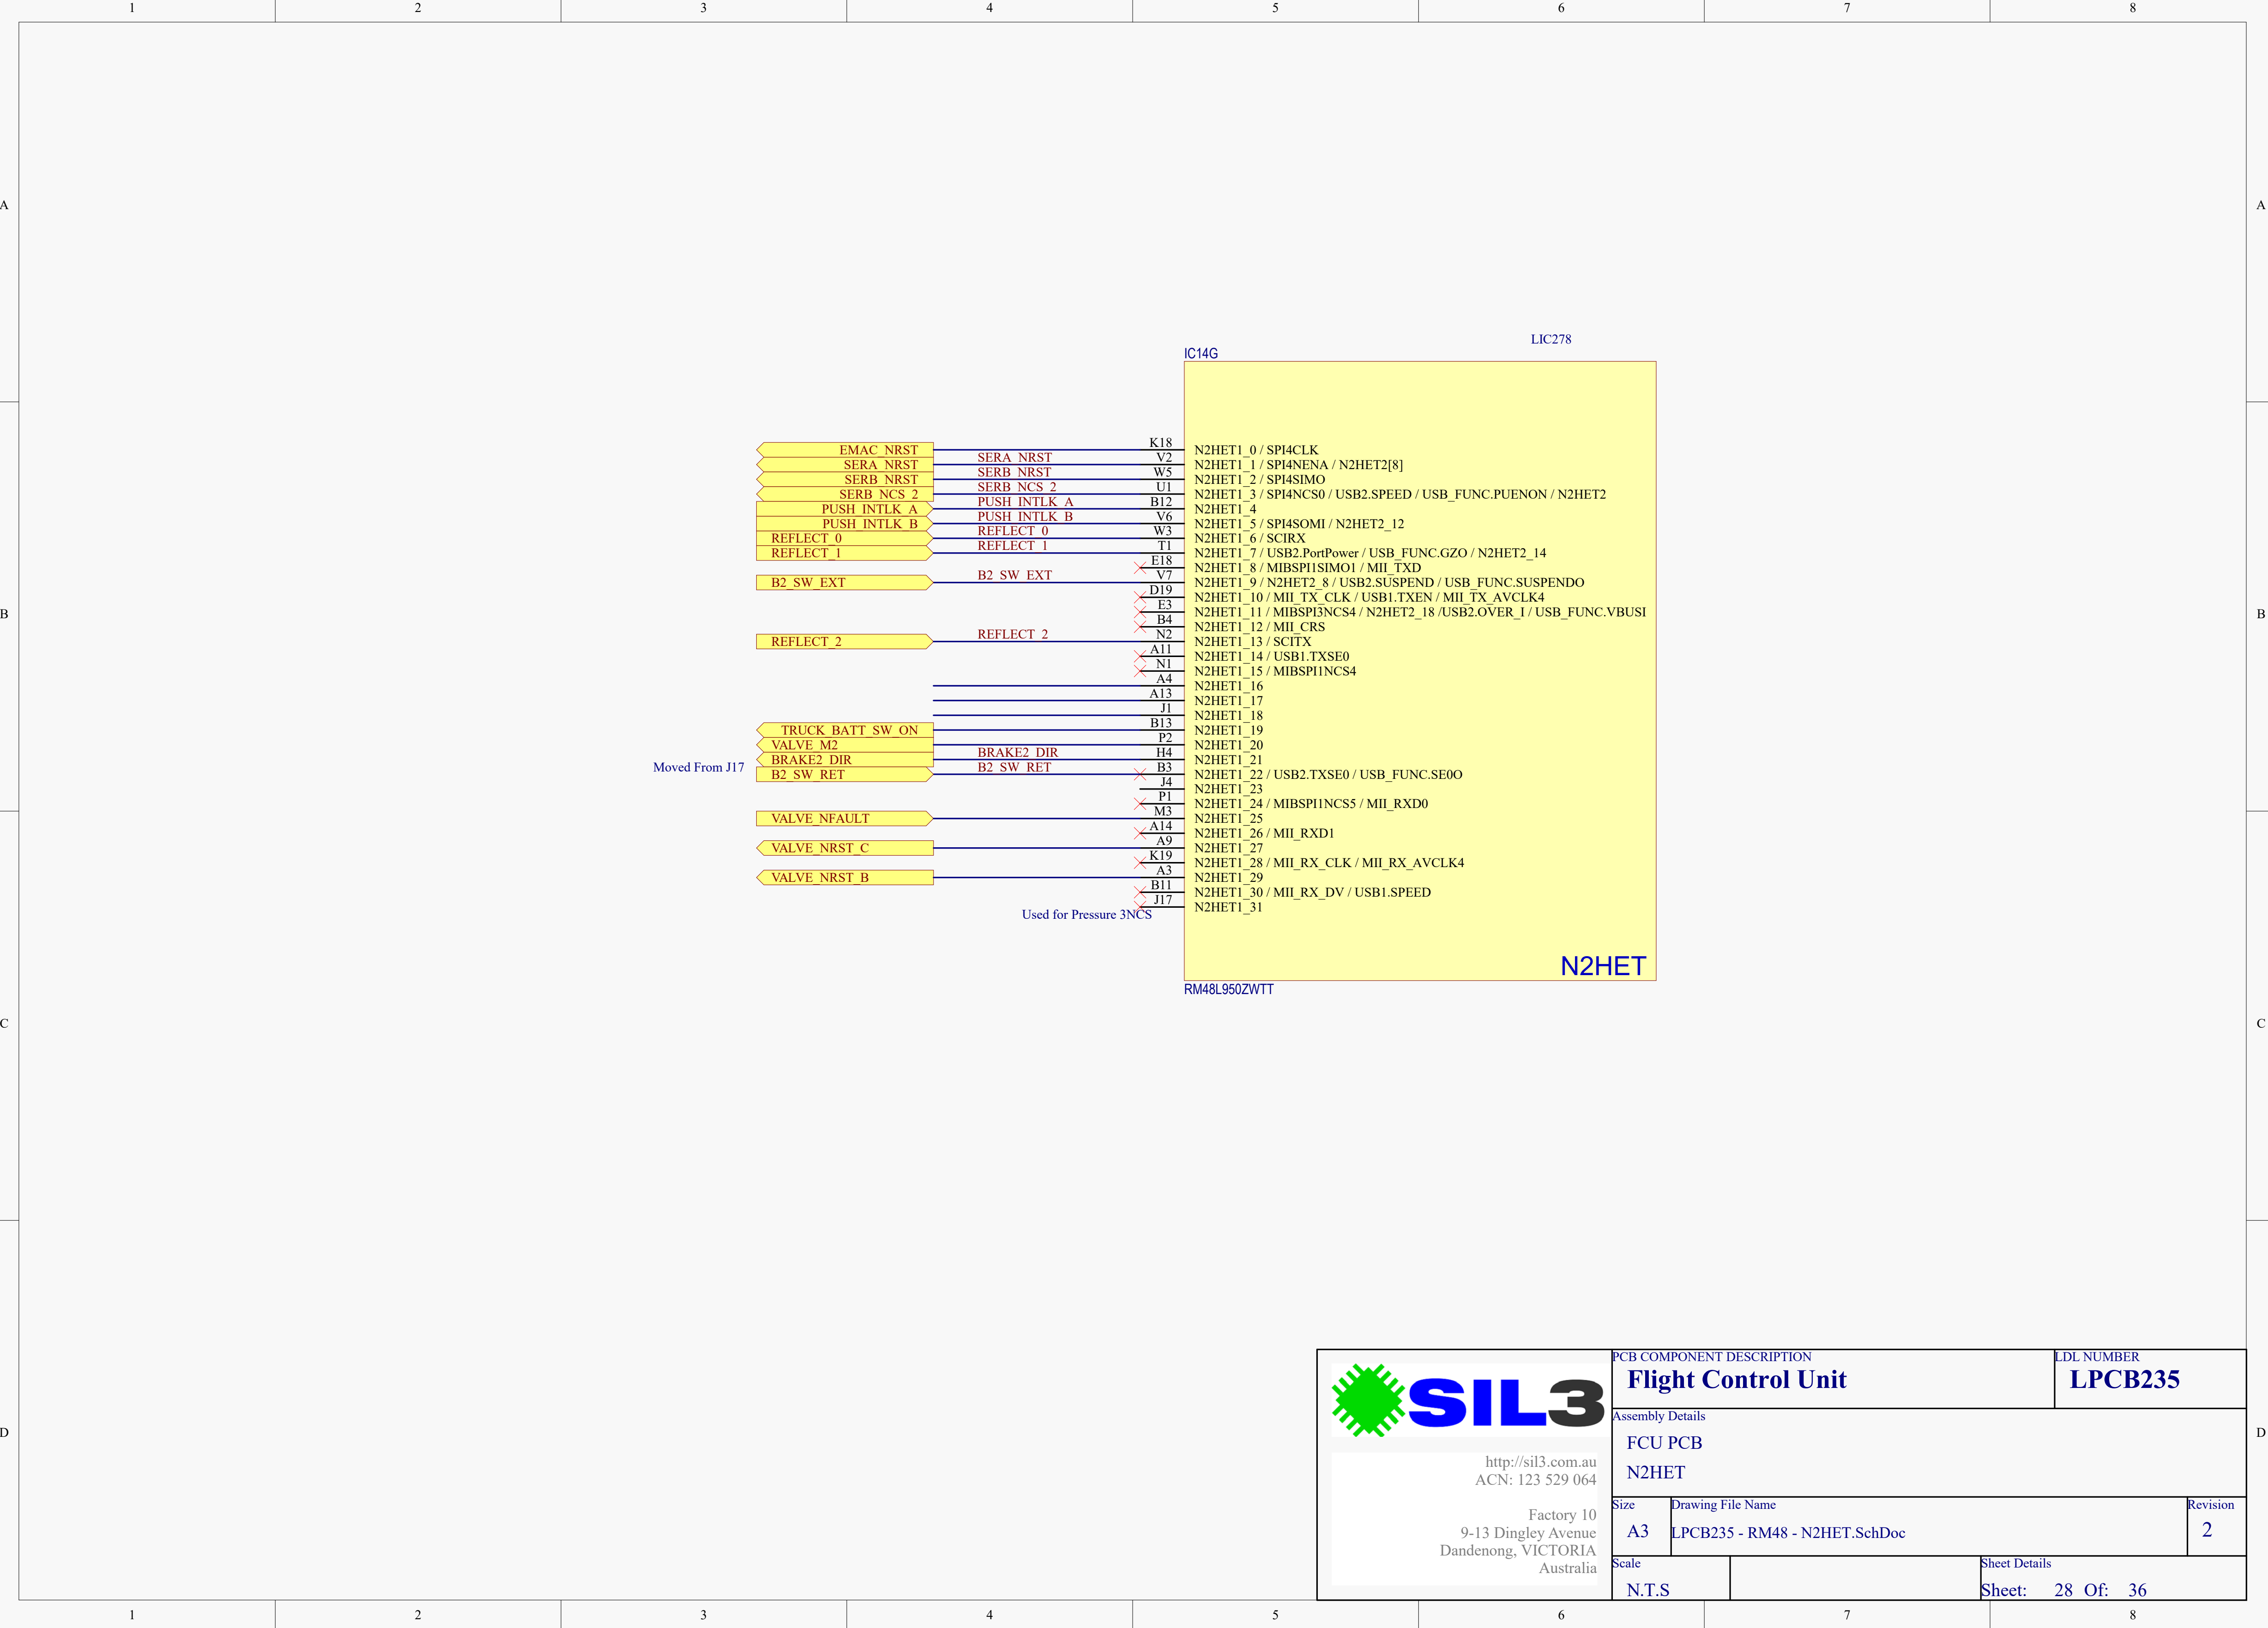 1 2 3 4 5 6 7 8
A A
LIC278
IC14G
B B
EMAC_NRST K18 N2HET1_0 / SPI4CLK
SERA_NRST SERA_NRST V2 N2HET1_1 / SPI4NENA / N2HET2[8]
SERB_NRST SERB_NRST W5 N2HET1_2 / SPI4SIMO
SERB_NCS_2 SERB_NCS_2 U1 N2HET1_3 / SPI4NCS0 / USB2.SPEED / USB_FUNC.PUENON / N2HET2
PUSH_INTLK_A PUSH_INTLK_A B12 N2HET1_4
PUSH_INTLK_B PUSH_INTLK_B V6 N2HET1_5 / SPI4SOMI / N2HET2_12
REFLECT_0 REFLECT_0 W3 N2HET1_6 / SCIRX
REFLECT_1 REFLECT_1 T1 N2HET1_7 / USB2.PortPower / USB_FUNC.GZO / N2HET2_14
E18 N2HET1_8 / MIBSPI1SIMO1 / MII_TXD
B2_SW_EXT B2_SW_EXT V7 N2HET1_9 / N2HET2_8 / USB2.SUSPEND / USB_FUNC.SUSPENDO
D19 N2HET1_10 / MII_TX_CLK / USB1.TXEN / MII_TX_AVCLK4
E3 N2HET1_11 / MIBSPI3NCS4 / N2HET2_18 /USB2.OVER_I / USB_FUNC.VBUSI
B4 N2HET1_12 / MII_CRS
REFLECT_2 REFLECT_2 N2 N2HET1_13 / SCITX
A11 N2HET1_14 / USB1.TXSE0
N1 N2HET1_15 / MIBSPI1NCS4
A4 N2HET1_16
A13 N2HET1_17
J1 N2HET1_18
TRUCK_BATT_SW_ON B13 N2HET1_19
VALVE_M2 P2 N2HET1_20
BRAKE2_DIR BRAKE2_DIR H4 N2HET1_21
Moved From J17 B2_SW_RET B2_SW_RET B3 N2HET1_22 / USB2.TXSE0 / USB_FUNC.SE0O
J4 N2HET1_23
P1 N2HET1_24 / MIBSPI1NCS5 / MII_RXD0
VALVE_NFAULT M3 N2HET1_25
A14 N2HET1_26 / MII_RXD1
VALVE_NRST_C A9 N2HET1_27
K19 N2HET1_28 / MII_RX_CLK / MII_RX_AVCLK4
VALVE_NRST_B A3 N2HET1_29
B11 N2HET1_30 / MII_RX_DV / USB1.SPEED
J17 N2HET1_31
Used for Pressure 3NCS
N2HET
RM48L950ZWTT
C C
D D
SIL3
http://sil3.com.au
ACN: 123 529 064
Factory 10
9-13 Dingley Avenue
Dandenong, VICTORIA
Australia
PCB COMPONENT DESCRIPTION
Flight Control Unit
LDL NUMBER
LPCB235
Assembly Details
FCU PCB
N2HET
Size
A3
Drawing File Name
LPCB235 - RM48 - N2HET.SchDoc
Revision
2
Scale
N.T.S
Sheet Details
Sheet: 28 Of: 36
1 2 3 4 5 6 7 8